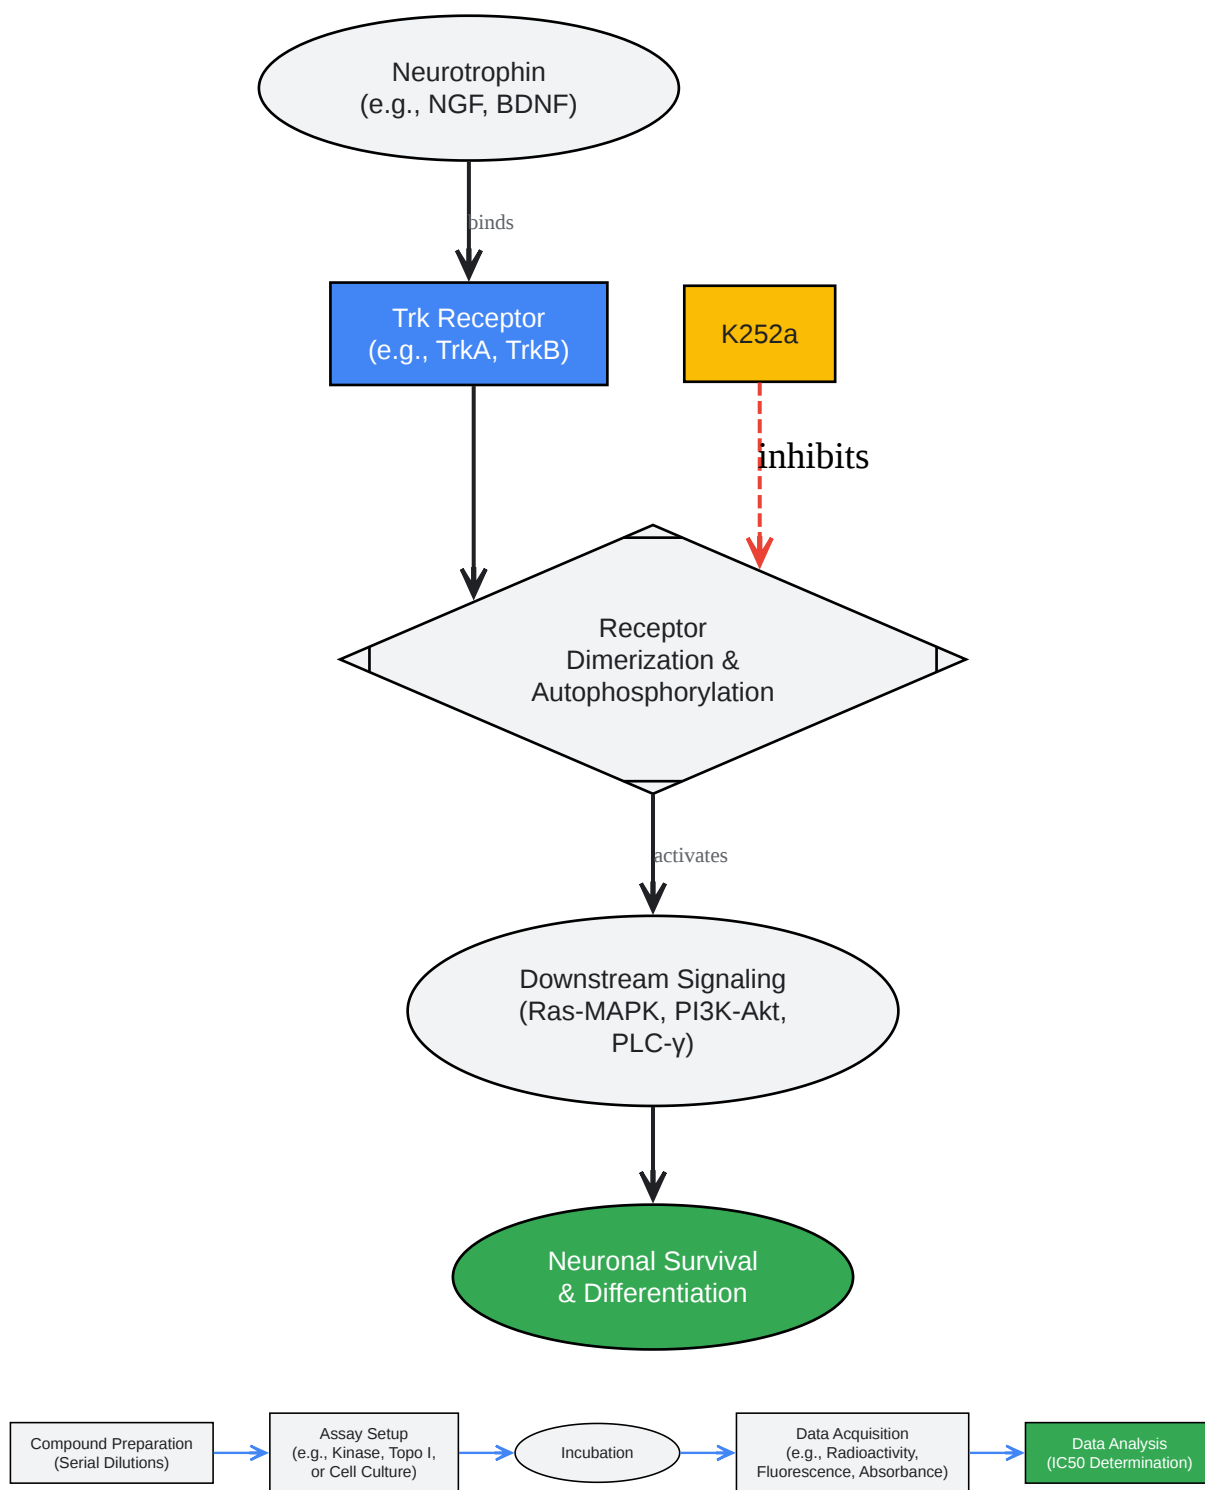 Neurotrophin
(e.g., NGF, BDNF)
binds
Trk Receptor
(e.g., TrkA, TrkB)
K252a
inhibits
Receptor
Dimerization &
Autophosphorylation
activates
Downstream Signaling
(Ras-MAPK, PI3K-Akt,
PLC-γ)
Neuronal Survival
& Differentiation
Compound Preparation
(Serial Dilutions)
Assay Setup
(e.g., Kinase, Topo I,
or Cell Culture)
Incubation
Data Acquisition
(e.g., Radioactivity,
Fluorescence, Absorbance)
Data Analysis
(IC50 Determination)